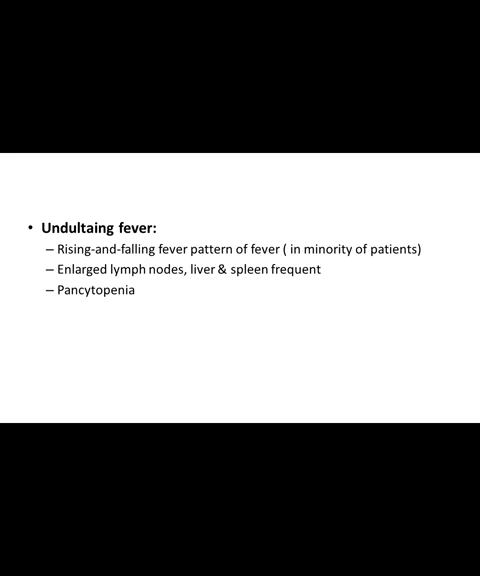 • Undultaing fever:
– Rising-and-falling fever pattern of fever ( in minority of patients)
– Enlarged lymph nodes, liver & spleen frequent
– Pancytopenia